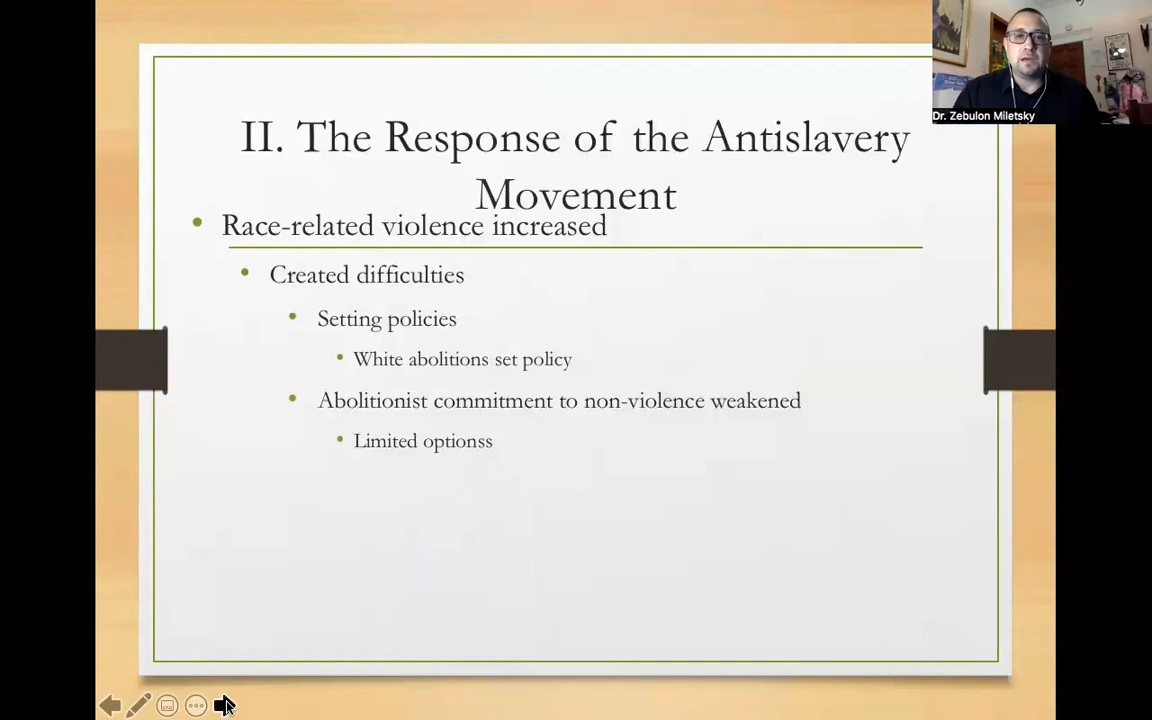 II. The Response of the Antislavery
Movement
Race-related violence increased
Created difficulties
Setting policies
White abolitions set policy
Abolitionist commitment to non-violence weakened
Limited optionss
Dr. Zebulon Miletsky